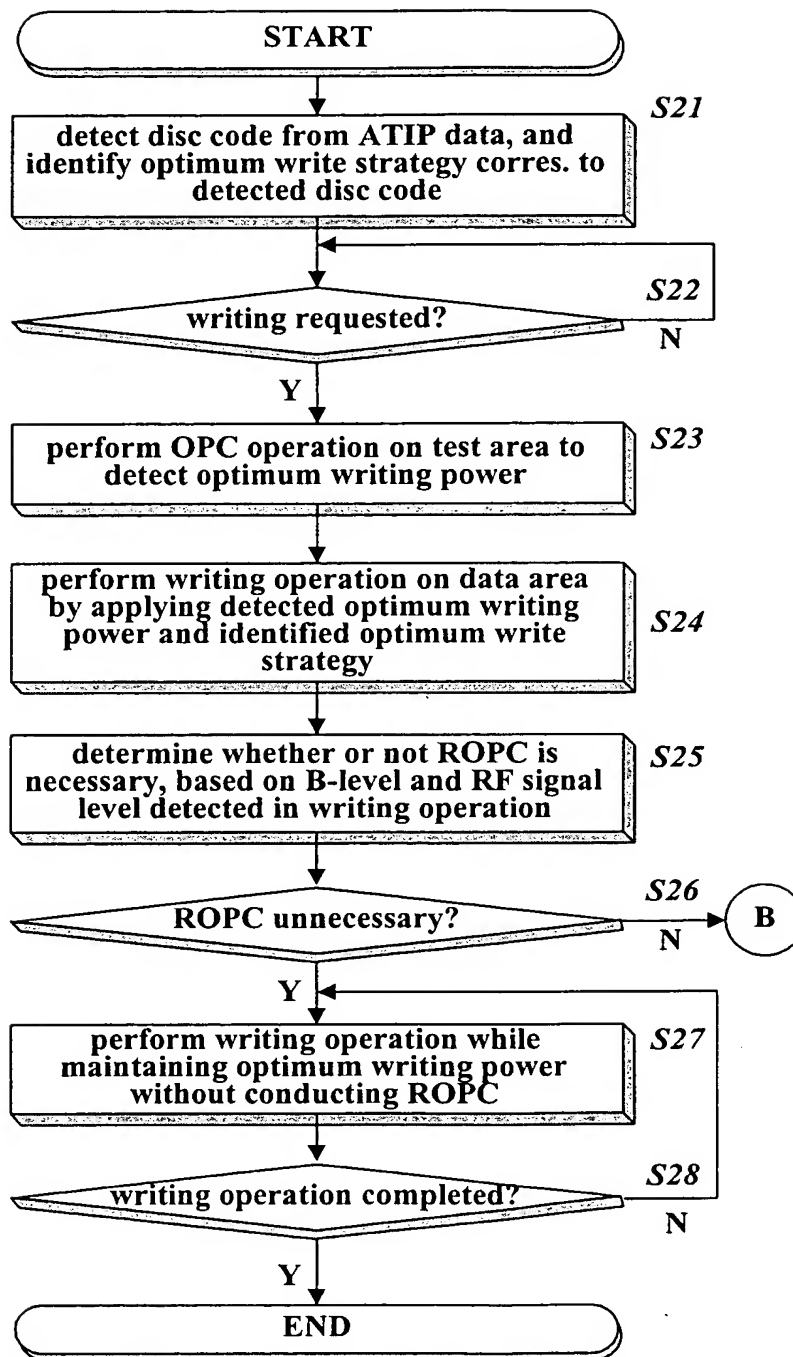 START
S21
detect disc code from ATIP data, and
identify optimum write strategy corres. to
detected disc code
S22
writing requested?
N
Y
S23
perform OPC operation on test area to
detect optimum writing power
perform writing operation on data area
by applying detected optimum writing
power and identified optimum write
strategy
S24
determine whether or not ROPC is
necessary, based on B-level and RF signal
level detected in writing operation
S25
S26
ROPC unnecessary?
N
B
Y
perform writing operation while
maintaining optimum writing power
without conducting ROPC
S27
S28
writing operation completed?
N
Y
END